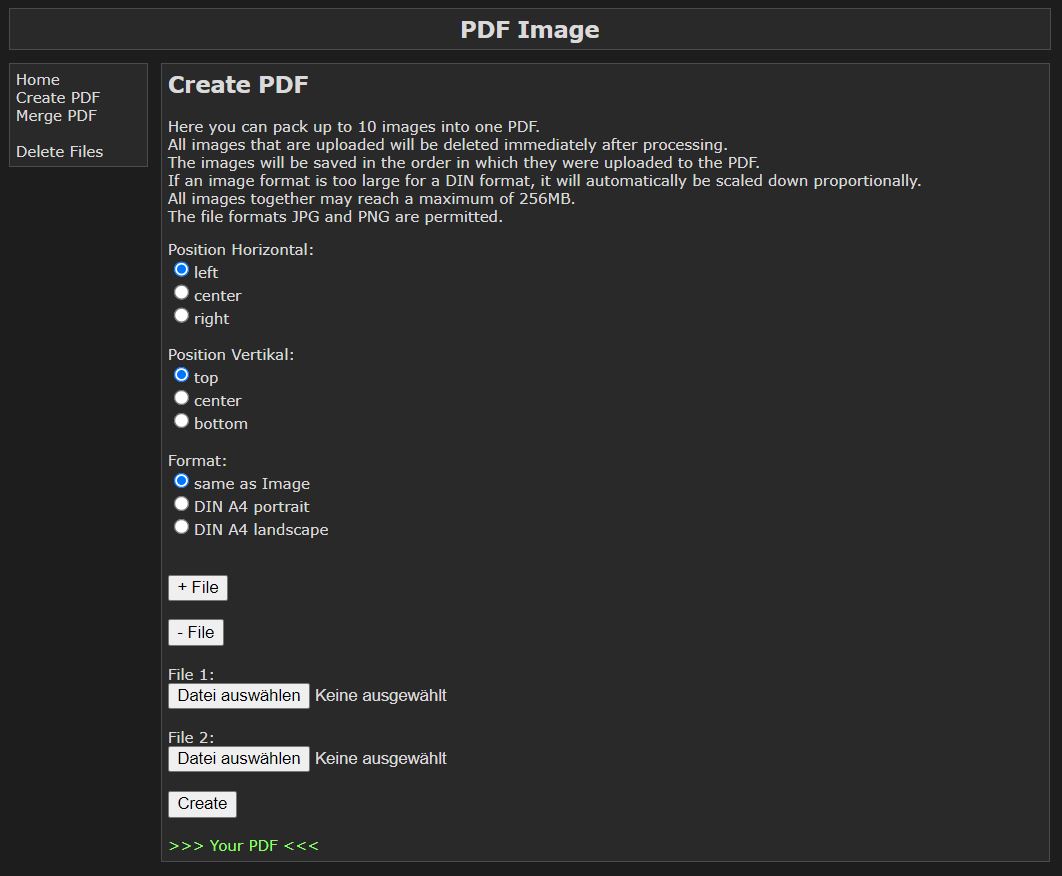 PDF Image
Home
Create PDF
Merge PDF
Delete Files
Create PDF
Here you can pack up to 10 images into one PDF.
All images that are uploaded will be deleted immediately after processing.
The images will be saved in the order in which they were uploaded to the PDF.
If an image format is too large for a DIN format, it will automatically be scaled down proportionally.
All images together may reach a maximum of 256MB.
The file formats JPG and PNG are permitted.
Position Horizontal:
left
center
right
Position Vertikal:
top
center
bottom
Format:
same as Image
DIN A4 portrait
DIN A4 landscape
+ File
- File
File 1:
Datei auswählen Keine ausgewählt
File 2:
Datei auswählen Keine ausgewählt
Create
>>> Your PDF <<<